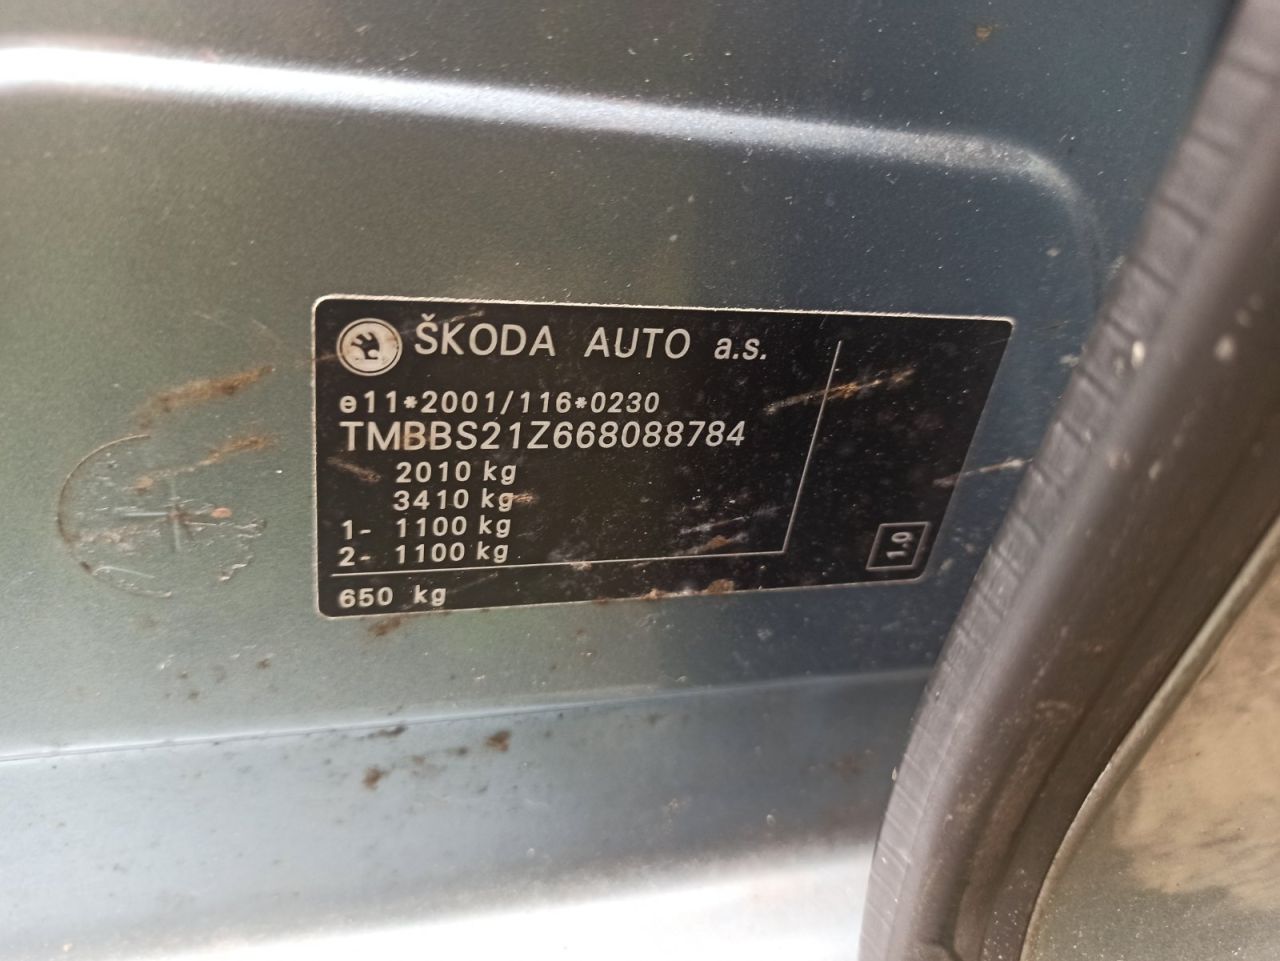 ŠKODA AUTO a.s.
e11*2001/116*0230
TMBBS21Z668088784
2010 kg
3410 kg
1- 1100 kg
2- 1100 kg
650 kg
1.0